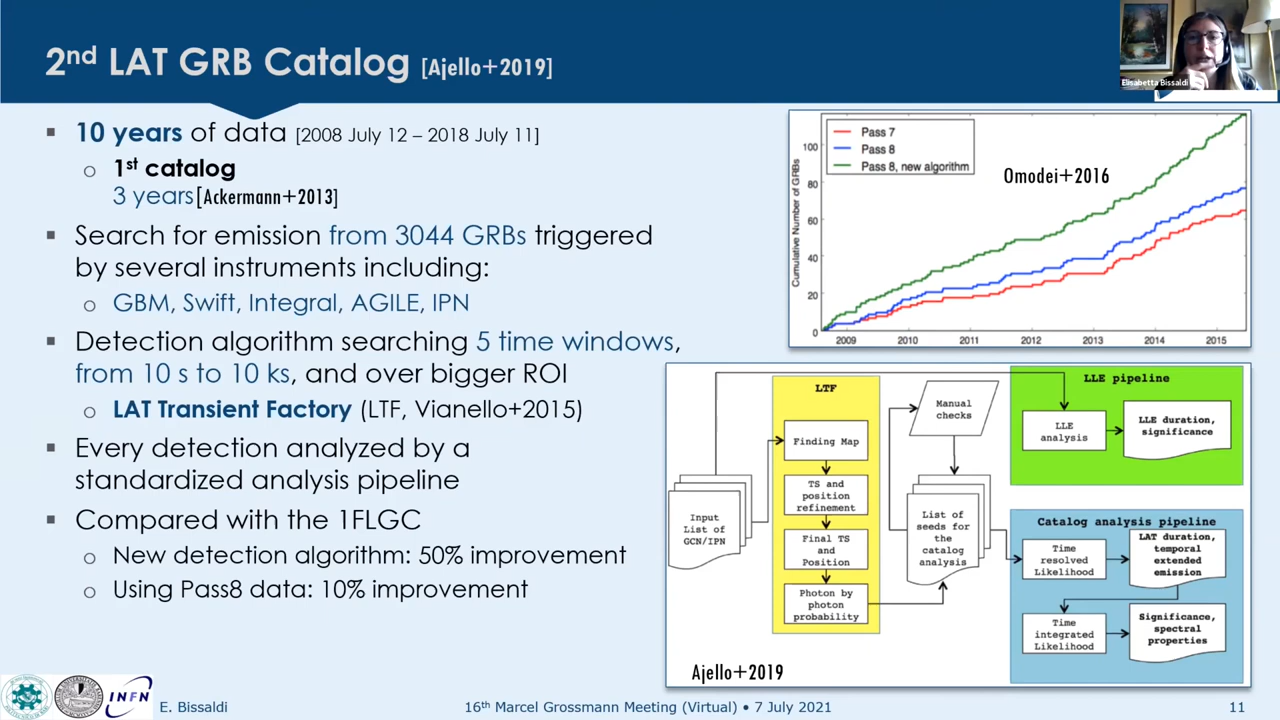 2nd LAT GRB Catalog [Ajello+2019]
Elisabetta Bissaldi
▪ 10 years of data [2008 July 12 – 2018 July 11]
o 1st catalog
3 years[Ackermann+2013]
▪ Search for emission from 3044 GRBs triggered
by several instruments including:
o GBM, Swift, Integral, AGILE, IPN
▪ Detection algorithm searching 5 time windows,
from 10 s to 10 ks, and over bigger ROI
o LAT Transient Factory (LTF, Vianello+2015)
▪ Every detection analyzed by a
standardized analysis pipeline
▪ Compared with the 1FLGC
o New detection algorithm: 50% improvement
o Using Pass8 data: 10% improvement
Pass 7
Pass 8
Pass 8, new algorithm
Omodei+2016
Cumulative Number of GRBs
100
80
60
40
20
0
2009 2010 2011 2012 2013 2014 2015
LTF
Finding Map
TS and
position
refinement
Final TS
and
Position
Photon by
photon
probability
Input
List of
GCN/IPN
Manual
checks
List of
seeds for
the
catalog
analysis
LLE pipeline
LLE
analysis
LLE duration,
significance
Catalog analysis pipeline
Time
resolved
Likelihood
LAT duration,
temporal
extended
emission
Time
integrated
Likelihood
Significance,
spectral
properties
Ajello+2019
INFN
E. Bissaldi
16th Marcel Grossmann Meeting (Virtual) • 7 July 2021
11